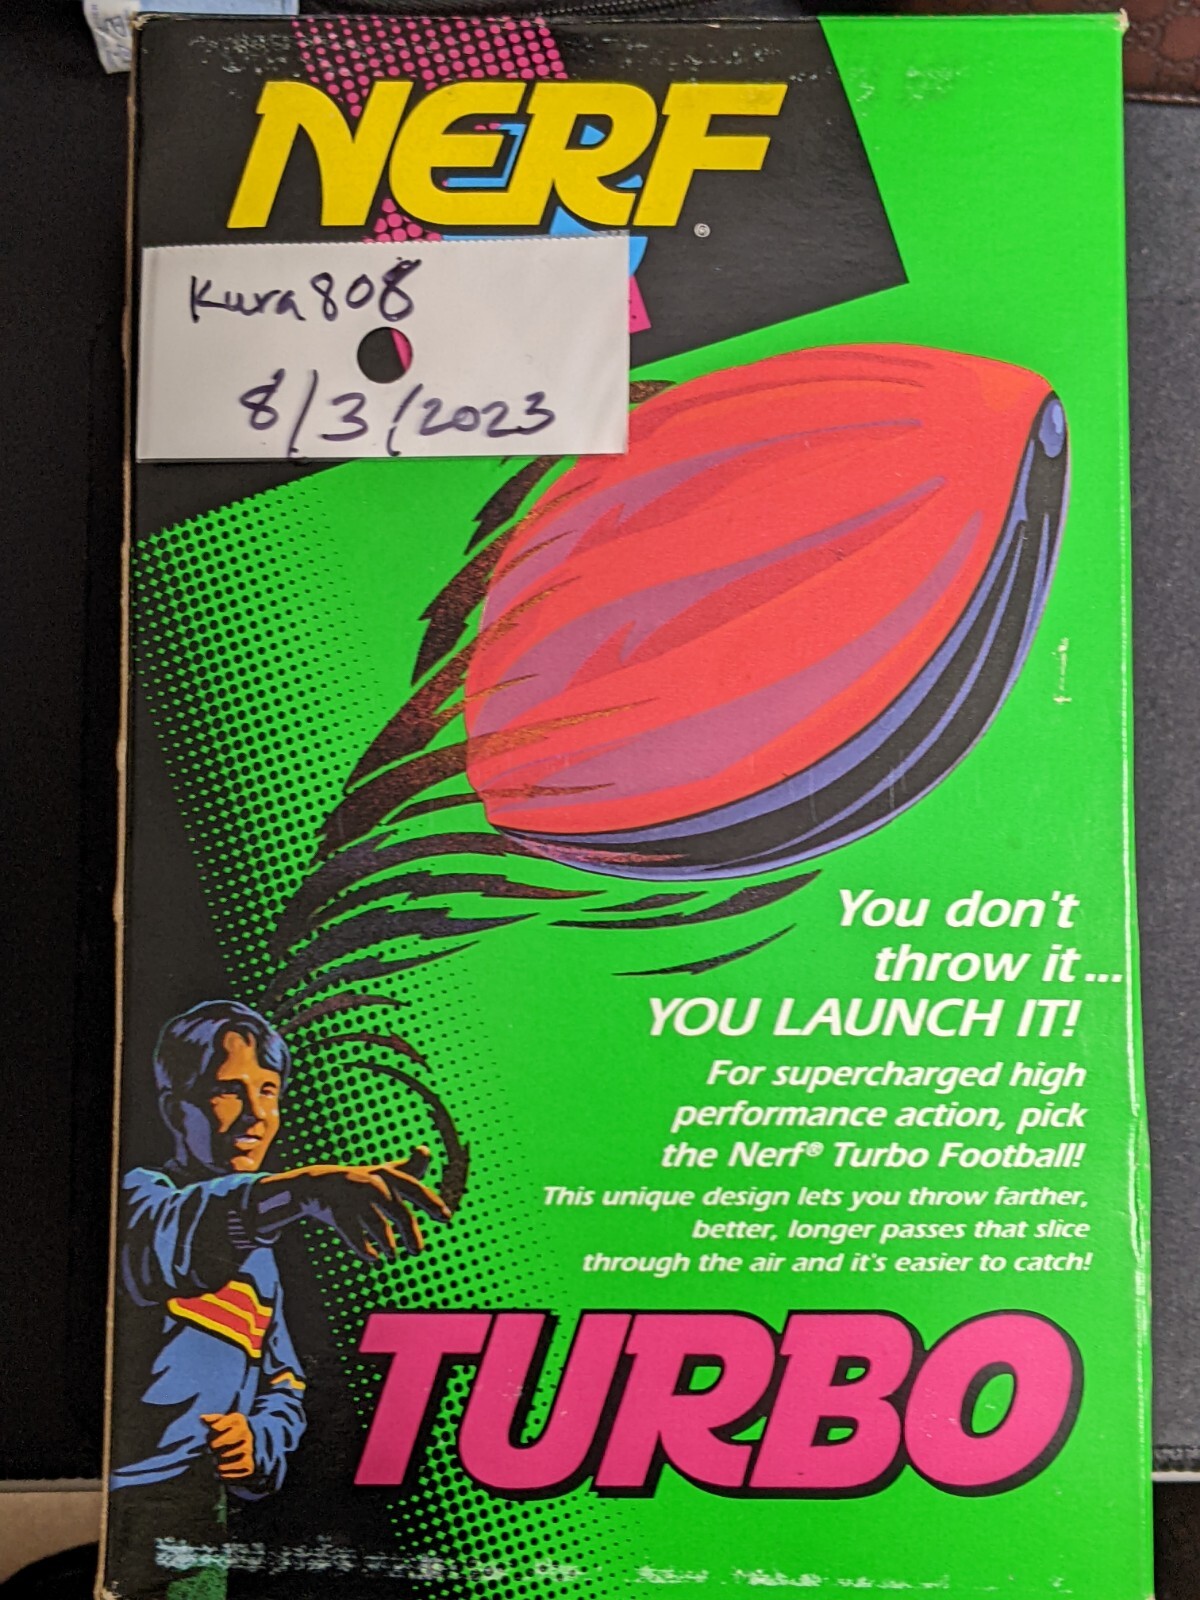 NERF®
Kura808
8/3/2023
You don't
throw it...
YOU LAUNCH IT!
For supercharged high
performance action, pick
the Nerf® Turbo Football!
This unique design lets you throw farther,
better, longer passes that slice
through the air and it's easier to catch!
TURBO